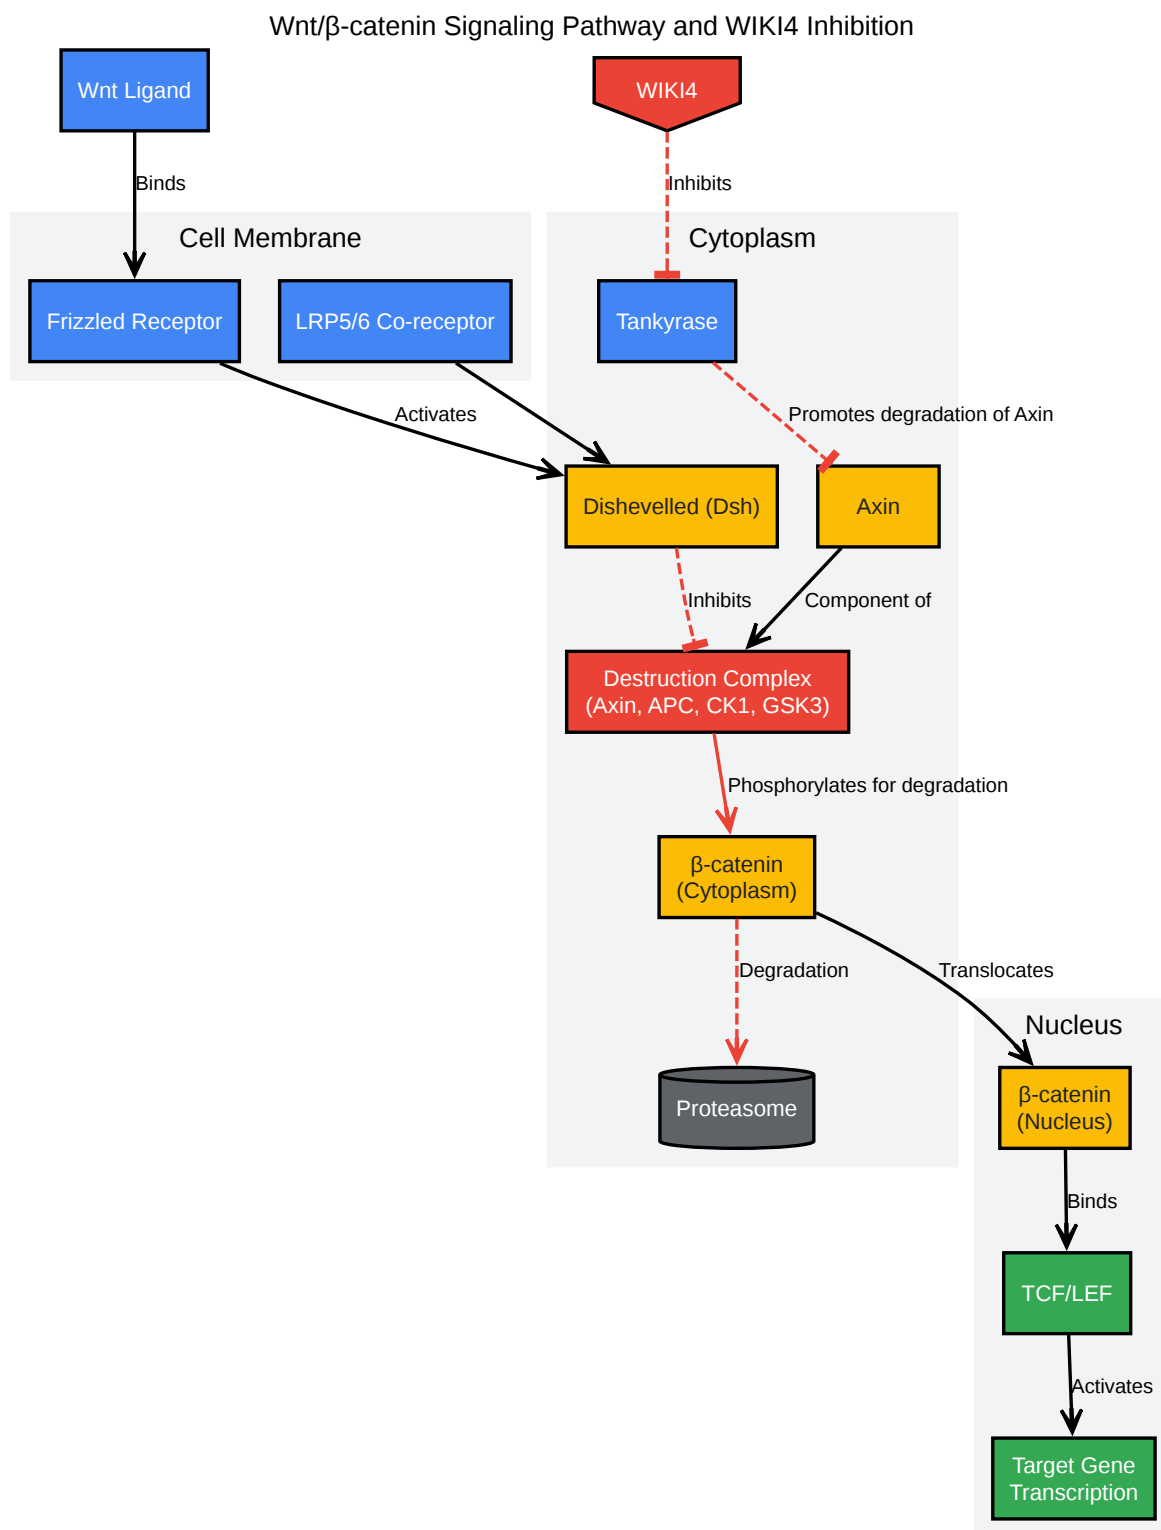 Wnt/β-catenin Signaling Pathway and WIKI4 Inhibition
Wnt Ligand
WIKI4
Binds
Inhibits
Cell Membrane
Cytoplasm
Frizzled Receptor
LRP5/6 Co-receptor
Tankyrase
Activates
Promotes degradation of Axin
Dishevelled (Dsh)
Axin
Inhibits
Component of
Destruction Complex
(Axin, APC, CK1, GSK3)
Phosphorylates for degradation
β-catenin
(Cytoplasm)
Degradation
Translocates
Nucleus
Proteasome
β-catenin
(Nucleus)
Binds
TCF/LEF
Activates
Target Gene
Transcription